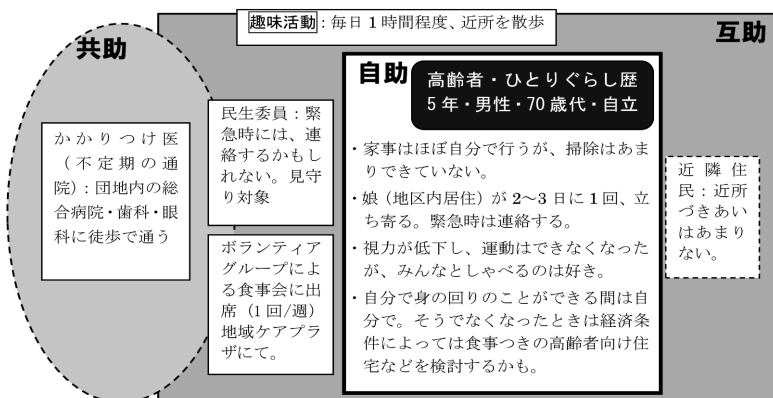 趣味活動：毎日 1 時間程度、近所を散歩
共助
互助
かかりつけ医
（不定期の通
院）：団地内の総
合病院・歯科・眼
科に徒歩で通う
民生委員：緊
急時には、連
絡するかもし
れない。見守
り対象
ボランティア
グループによ
る食事会に出
席（1 回/週）
地域ケアプラ
ザにて。
自助
高齢者・ひとりぐらし歴
5 年・男性・70 歳代・自立
・家事はほぼ自分で行うが、掃除はあま
りできていない。
・娘（地区内居住）が 2～3 日に 1 回、立
ち寄る。緊急時は連絡する。
・視力が低下し、運動はできなくなった
が、みんなとしゃべるのは好き。
・自分で身の回りのことができる間は自
分で。そうでなくなったときは経済条
件によっては食事つきの高齢者向け住
宅などを検討するかも。
近隣住
民：近所
づきあい
はあまり
ない。